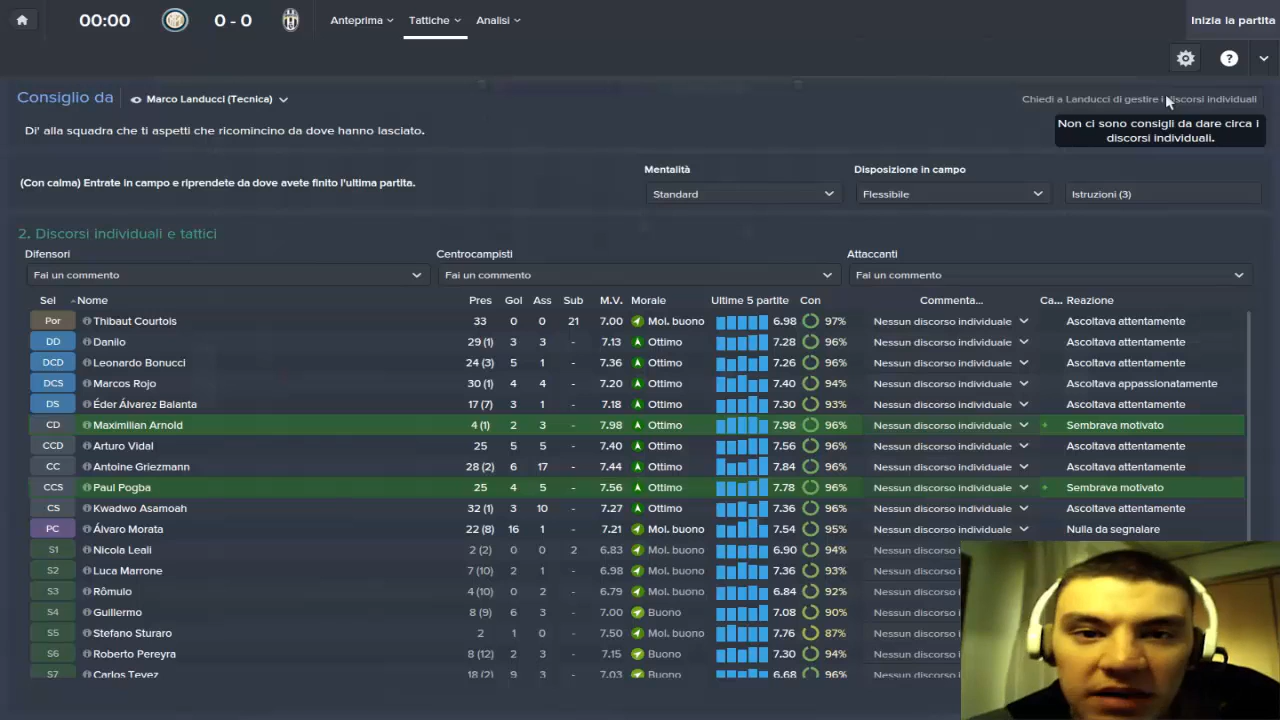 00:00 0 - 0 Anteprima Tattiche Analisi Inizia la partita
?
Consiglio da Marco Landucci (Tecnica) Chiedi a Landucci di gestire i discorsi individuali
Di' alla squadra che ti aspetti che ricomincino da dove hanno lasciato.
Non ci sono consigli da dare circa i
discorsi individuali.
Mentalità Disposizione in campo
(Con calma) Entrate in campo e riprendete da dove avete finito l'ultima partita.
Standard Flessibile Istruzioni (3)
2. Discorsi individuali e tattici
Difensori Centrocampisti Attaccanti
Fai un commento Fai un commento Fai un commento
Sel Nome Pres Gol Ass Sub M.V. Morale Ultime 5 partite Con Commenta... Ca... Reazione
Por Thibaut Courtois 33 0 0 21 7.00 Mol. buono 6.98 97% Nessun discorso individuale Ascoltava attentamente
DD Danilo 29 (1) 3 3 - 7.13 Ottimo 7.28 96% Nessun discorso individuale Ascoltava attentamente
DCD Leonardo Bonucci 24 (3) 5 1 - 7.36 Ottimo 7.26 96% Nessun discorso individuale Ascoltava attentamente
DCS Marcos Rojo 30 (1) 4 4 - 7.20 Ottimo 7.40 94% Nessun discorso individuale Ascoltava appassionatamente
DS Éder Álvarez Balanta 17 (7) 3 1 - 7.18 Ottimo 7.30 93% Nessun discorso individuale Ascoltava attentamente
CD Maximilian Arnold 4 (1) 2 3 - 7.98 Ottimo 7.98 96% Nessun discorso individuale + Sembrava motivato
CCD Arturo Vidal 25 5 5 - 7.40 Ottimo 7.56 96% Nessun discorso individuale Ascoltava attentamente
CC Antoine Griezmann 28 (2) 6 17 - 7.44 Ottimo 7.84 96% Nessun discorso individuale Ascoltava attentamente
CCS Paul Pogba 25 4 5 - 7.56 Ottimo 7.78 96% Nessun discorso individuale + Sembrava motivato
CS Kwadwo Asamoah 32 (1) 3 10 - 7.27 Ottimo 7.36 96% Nessun discorso individuale Ascoltava attentamente
PC Álvaro Morata 22 (8) 16 1 - 7.21 Mol. buono 7.54 95% Nessun discorso individuale Nulla da segnalare
S1 Nicola Leali 2 (2) 0 0 2 6.83 Mol. buono 6.90 94% Nessun discorso i
S2 Luca Marrone 7 (10) 2 1 - 6.98 Mol. buono 7.36 93% Nessun discorso i
S3 Rômulo 4 (10) 0 2 - 6.79 Mol. buono 6.84 92% Nessun discorso i
S4 Guillermo 8 (9) 6 3 - 7.00 Buono 7.08 90% Nessun discorso i
S5 Stefano Sturaro 2 1 0 - 7.50 Mol. buono 7.76 87% Nessun discorso i
S6 Roberto Pereyra 8 (12) 2 3 - 7.15 Buono 7.30 94% Nessun discorso i
S7 Carlos Tevez 18 (2) 9 3 - 7.03 Buono 6.68 96% Nessun discorso i